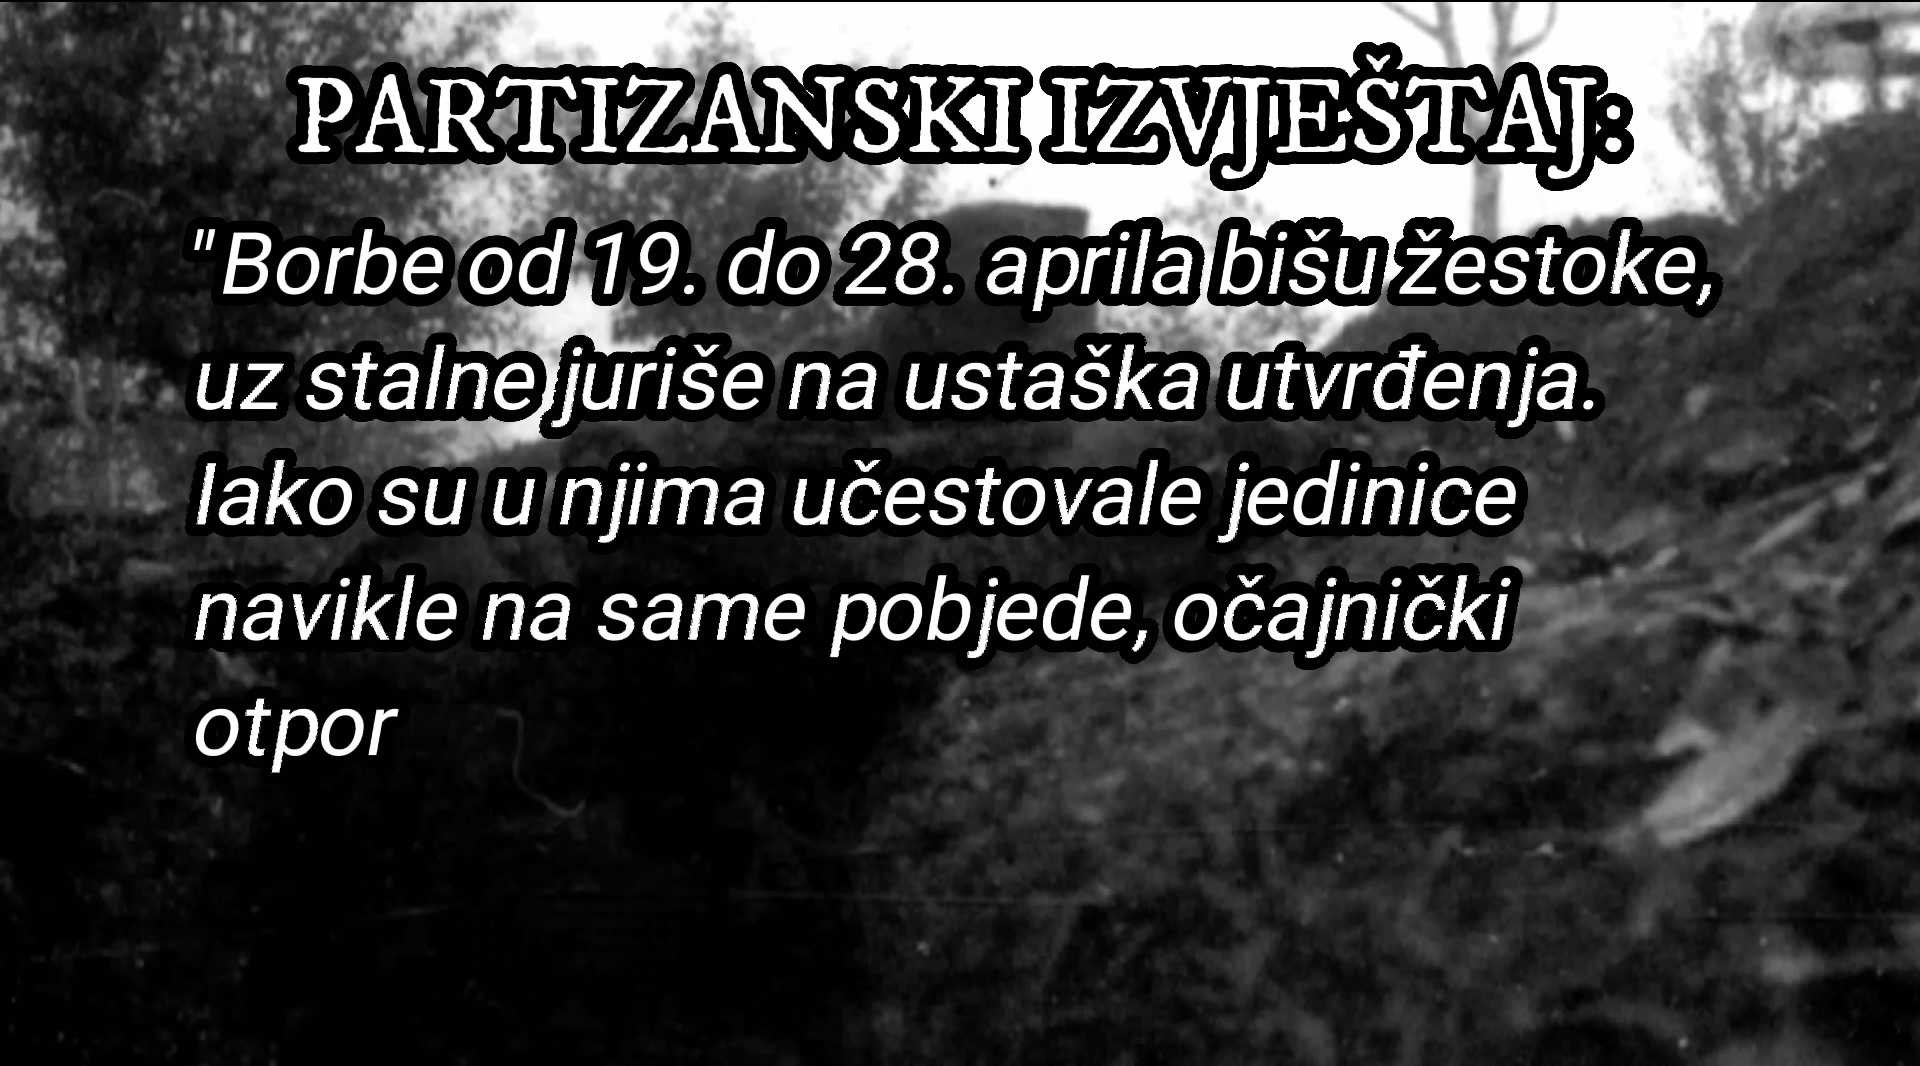 PARTIZANSKI IZVJEŠTAJ:
"Borbe od 19. do 28. aprila bišu žestoke,
uz stalne juriše na ustaška utvrđenja.
Iako su u njima učestovale jedinice
navikle na same pobjede, očajnički
otpor